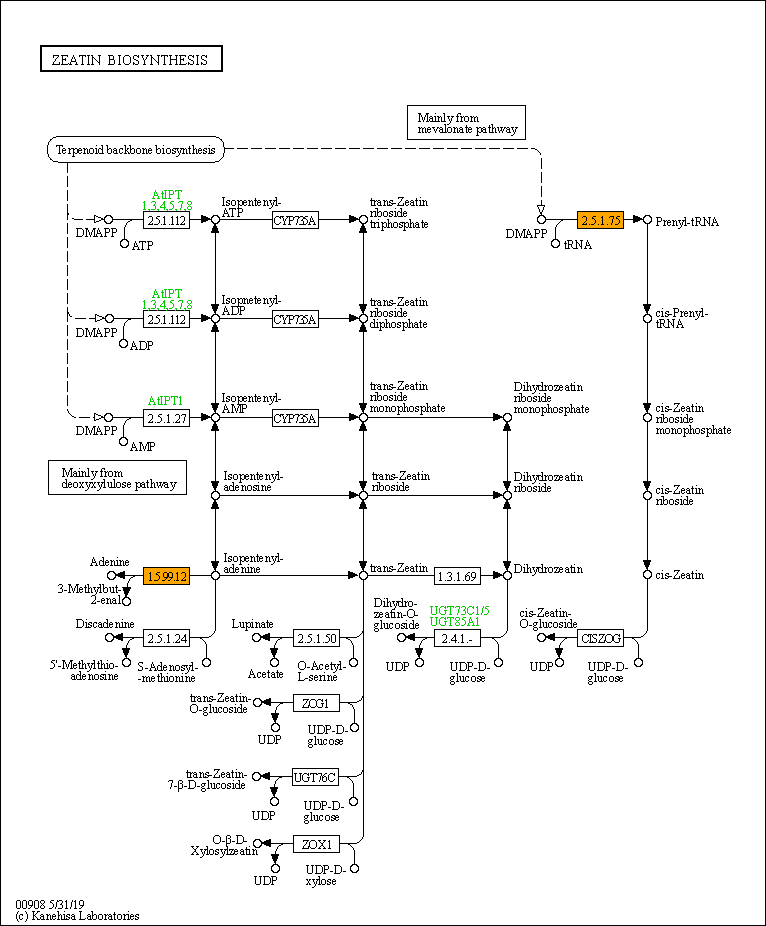 ZEATIN BIOSYNTHESIS
Mainly from
mevalonate pathway
Terpenoid backbone biosynthesis
AtIPT
1,3,4,5,7,8
2.5.1.112
DMAPP
ATP
Isopentenyl-
ATP
CYP735A
trans-Zeatin
riboside
triphosphate
DMAPP
2.5.1.75
tRNA
Prenyl-tRNA
AtIPT
1,3,4,5,7,8
2.5.1.112
DMAPP
ADP
Isopnetenyl-
ADP
CYP735A
trans-Zeatin
riboside
diphosphate
cis-Prenyl-
tRNA
AtIPT1
2.5.1.27
DMAPP
AMP
Isopentenyl-
AMP
CYP735A
trans-Zeatin
riboside
monophosphate
Dihydrozeatin
riboside
monophosphate
cis-Zeatin
riboside
monophosphate
Mainly from
deoxyxylulose pathway
Isopentenyl-
adenosine
trans-Zeatin
riboside
Dihydrozeatin
riboside
cis-Zeatin
riboside
Adenine
1.5.99.12
3-Methylbut-
2-enal
Isopentenyl-
adenine
trans-Zeatin
1.3.1.69
Dihydrozeatin
cis-Zeatin
Discadenine
2.5.1.24
5'-Methylthio-
adenosine
S-Adenosyl-
-methionine
Lupinate
2.5.1.50
Acetate
O-Acetyl-
L-serine
Dihydro-
zeatin-O-
glucoside
UGT73C1/5
UGT85A1
2.4.1.-
UDP
UDP-D-
glucose
cis-Zeatin-
O-glucoside
CISZOG
UDP
UDP-D-
glucose
trans-Zeatin-
O-glucoside
ZOG1
UDP
UDP-D-
glucose
trans-Zeatin-
7-β-D-glucoside
UGT76C
UDP
UDP-D-
glucose
O-β-D-
Xylosylzeatin
ZOX1
UDP
UDP-D-
xylose
00908 5/31/19
(c) Kanehisa Laboratories